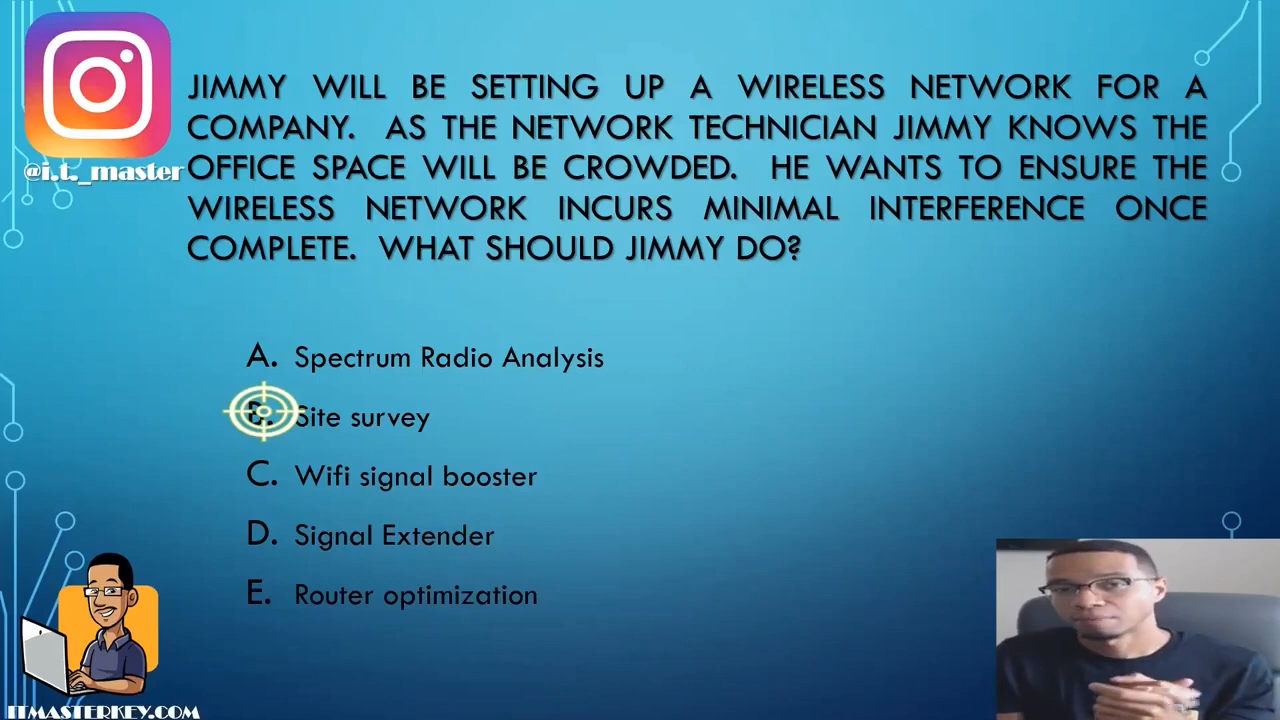 JIMMY WILL BE SETTING UP A WIRELESS NETWORK FOR A
COMPANY. AS THE NETWORK TECHNICIAN JIMMY KNOWS THE
@i.t._master OFFICE SPACE WILL BE CROWDED. HE WANTS TO ENSURE THE
WIRELESS NETWORK INCURS MINIMAL INTERFERENCE ONCE
COMPLETE. WHAT SHOULD JIMMY DO?
A. Spectrum Radio Analysis
B. Site survey
C. Wifi signal booster
D. Signal Extender
E. Router optimization
ITMASTERKEY.COM